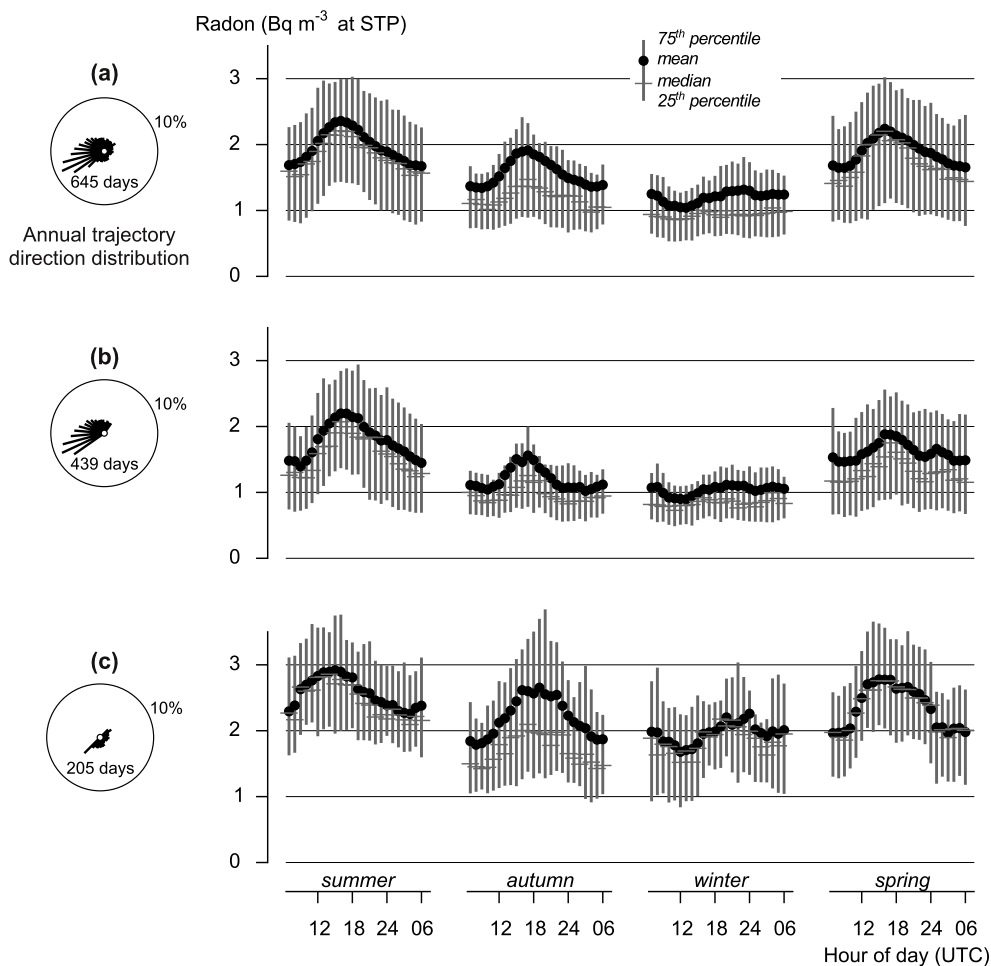 Radon (Bq m-3 at STP)
75th percentile
mean
median
25th percentile
(a)
10%
645 days
Annual trajectory
direction distribution
3
2
1
0
(b)
10%
439 days
3
2
1
0
(c)
10%
205 days
3
2
1
0
summer autumn winter spring
12 18 24 06 12 18 24 06 12 18 24 06 12 18 24 06
Hour of day (UTC)